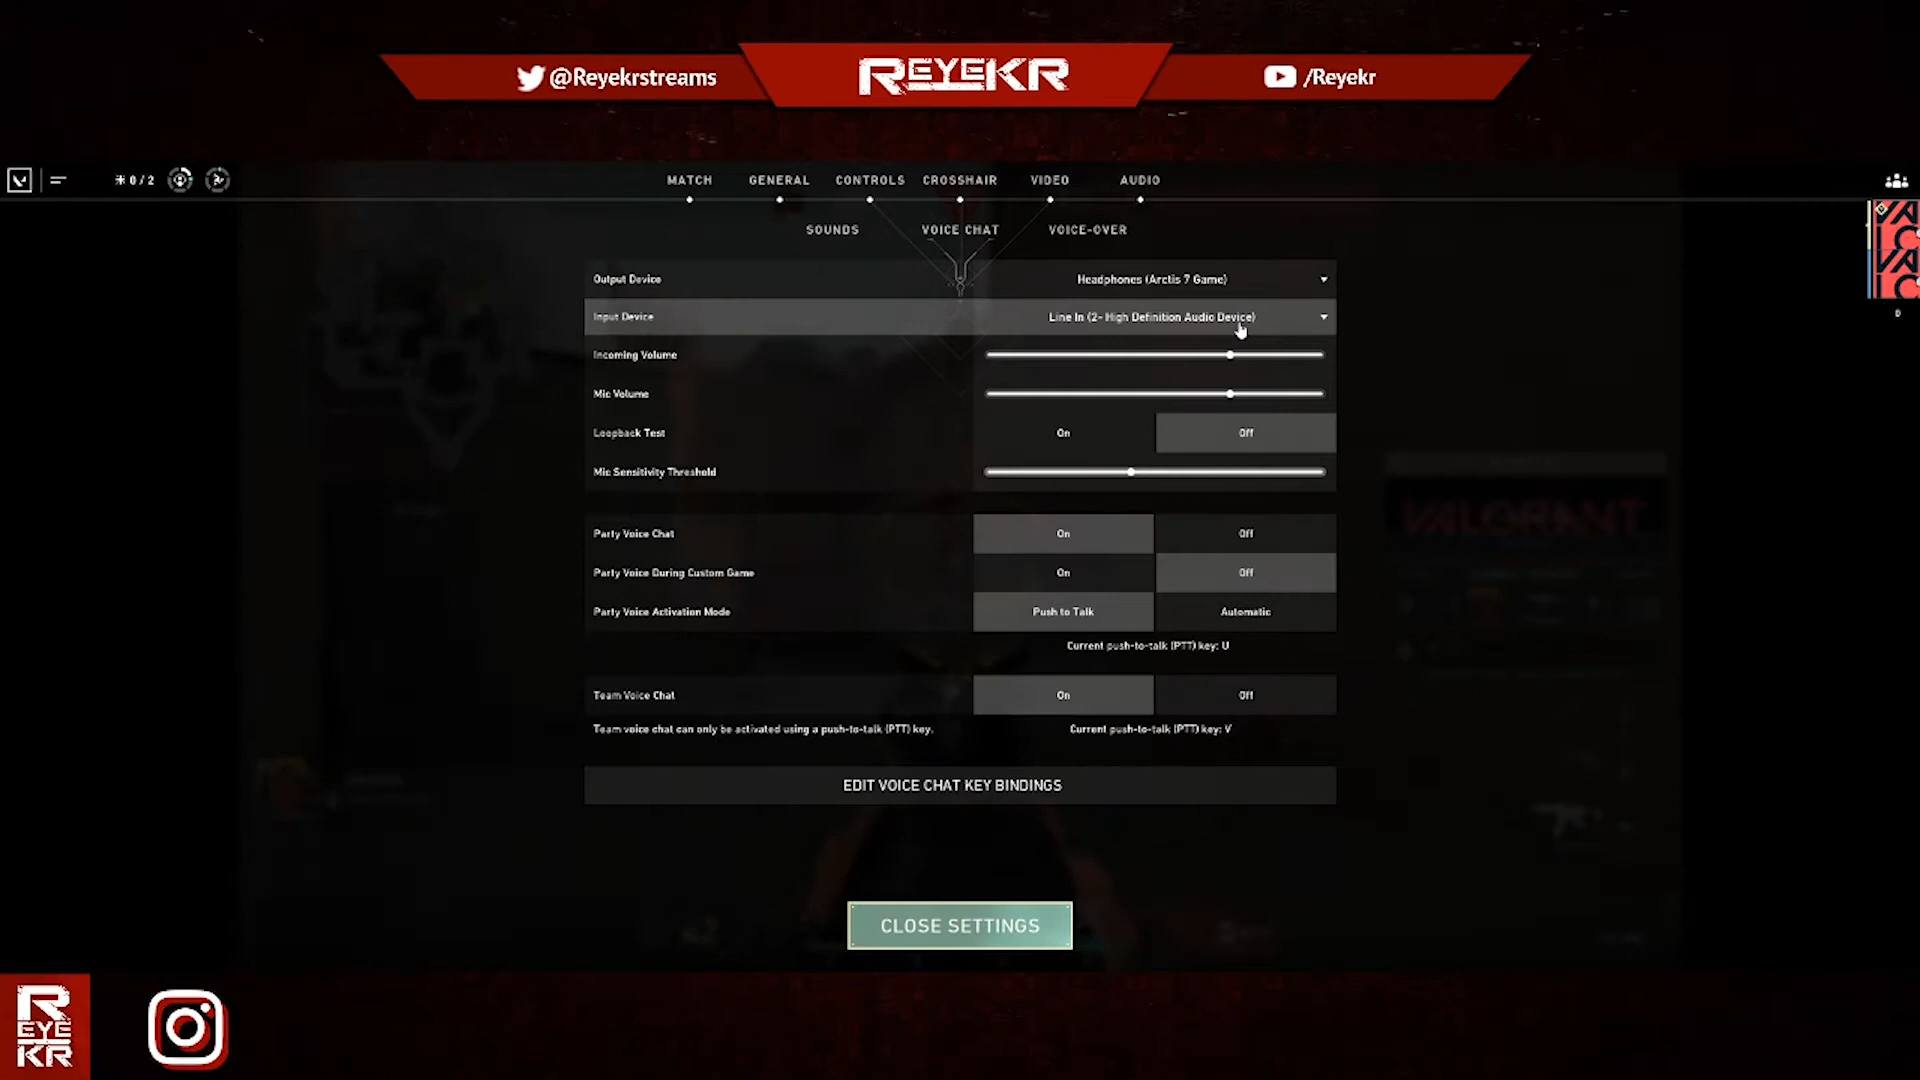 @Reyekrstreams
REYEKR
/Reyekr
0 / 2
MATCH
GENERAL
CONTROLS
CROSSHAIR
VIDEO
AUDIO
SOUNDS
VOICE CHAT
VOICE-OVER
Output Device
Headphones (Arctis 7 Game)
Input Device
Line In (2- High Definition Audio Device)
Incoming Volume
Mic Volume
Loopback Test
On
Off
Mic Sensitivity Threshold
Party Voice Chat
On
Off
Party Voice During Custom Game
On
Off
Party Voice Activation Mode
Push to Talk
Automatic
Current push-to-talk (PTT) key: U
Team Voice Chat
On
Off
Team voice chat can only be activated using a push-to-talk (PTT) key.
Current push-to-talk (PTT) key: V
EDIT VOICE CHAT KEY BINDINGS
VALORANT
CLOSE SETTINGS
R
EYE
KR